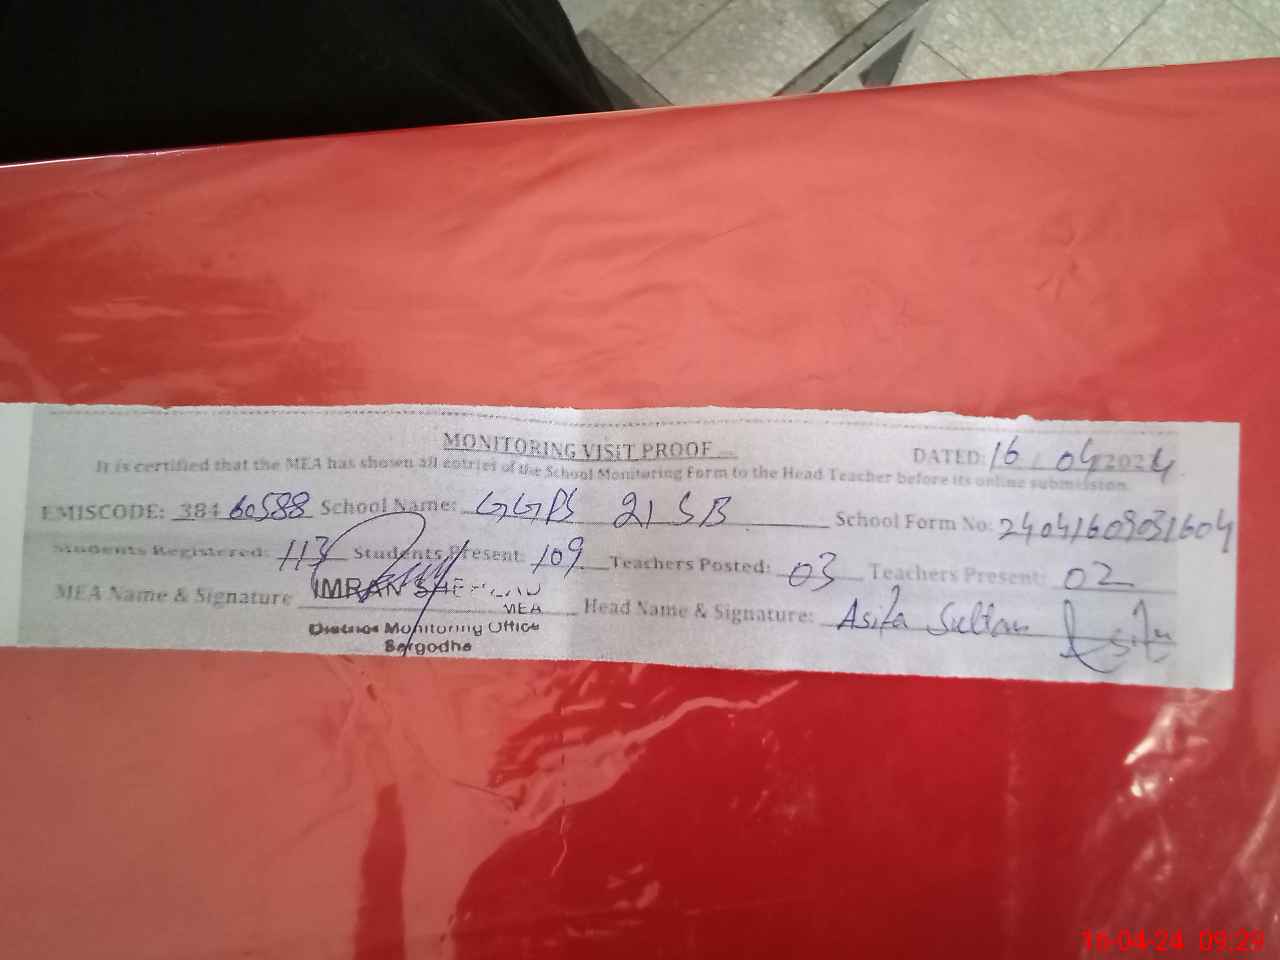 MONITORING VISIT PROOF DATED: 16 / 04 / 2024
It is certified that the MEA has shown all entries of the School Monitoring Form to the Head Teacher before its online submission.
EMISCODE: 384 60588 School Name: GGPS 21 SB School Form No: 24041609031604
Students Registered: 113 Students Present: 109 Teachers Posted: 03 Teachers Present: 02
MEA Name & Signature IMRAN Head Name & Signature: Asifa Sultan
MEA
District Monitoring Office
Sargodha
16-04-24 09:29